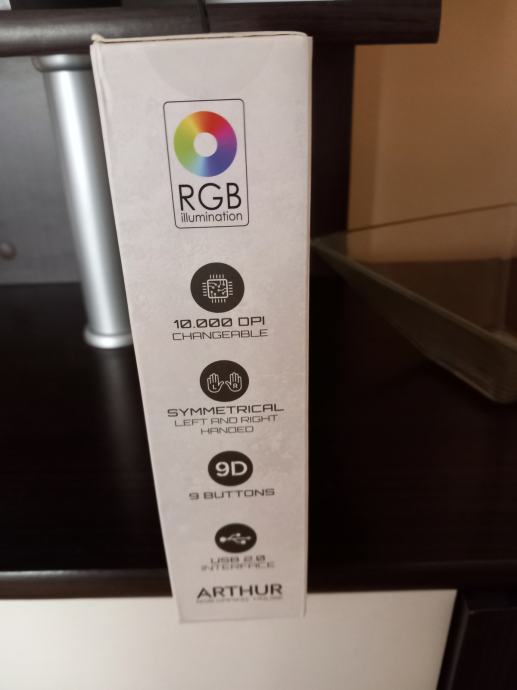 RGB
illumination
10.000 DPI
CHANGEABLE
L R
SYMMETRICAL
LEFT AND RIGHT
HANDED
9D
9 BUTTONS
USB 2.0
INTERFACE
ARTHUR